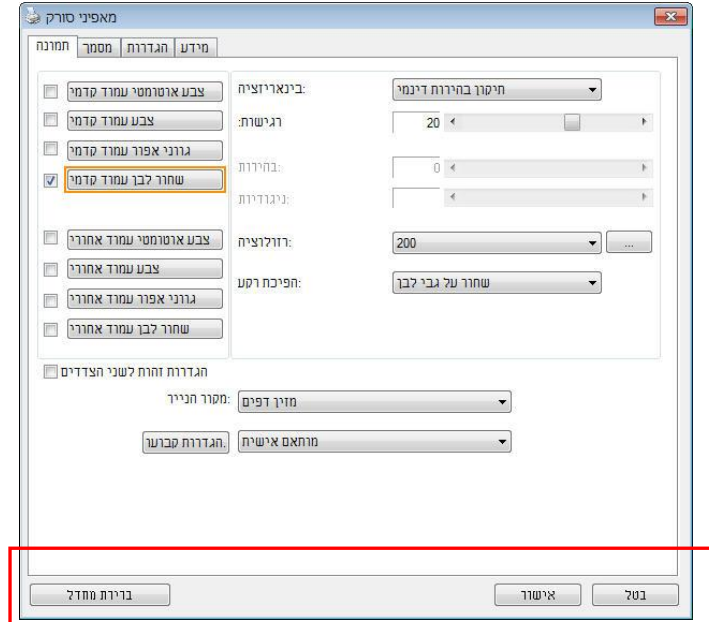 מאפיני סורק
תמונה מסמך הגדרות מידע
צבע אוטומטי עמוד קדמי
צבע עמוד קדמי
גווני אפור עמוד קדמי
שחור לבן עמוד קדמי
צבע אוטומטי עמוד אחורי
צבע עמוד אחורי
גווני אפור עמוד אחורי
שחור לבן עמוד אחורי
בינאריזציה: תיקון בהירות דינמי
רגישות: 20
בהירות: 0
ניגודיות:
רזולוציה: 200 ...
הפיכת רקע: שחור על גבי לבן
הגדרות זהות לשני הצדדים
מקור הנייר: מזין דפים
הגדרות קבועו. מותאם אישית
ברירת מחדל אישור בטל